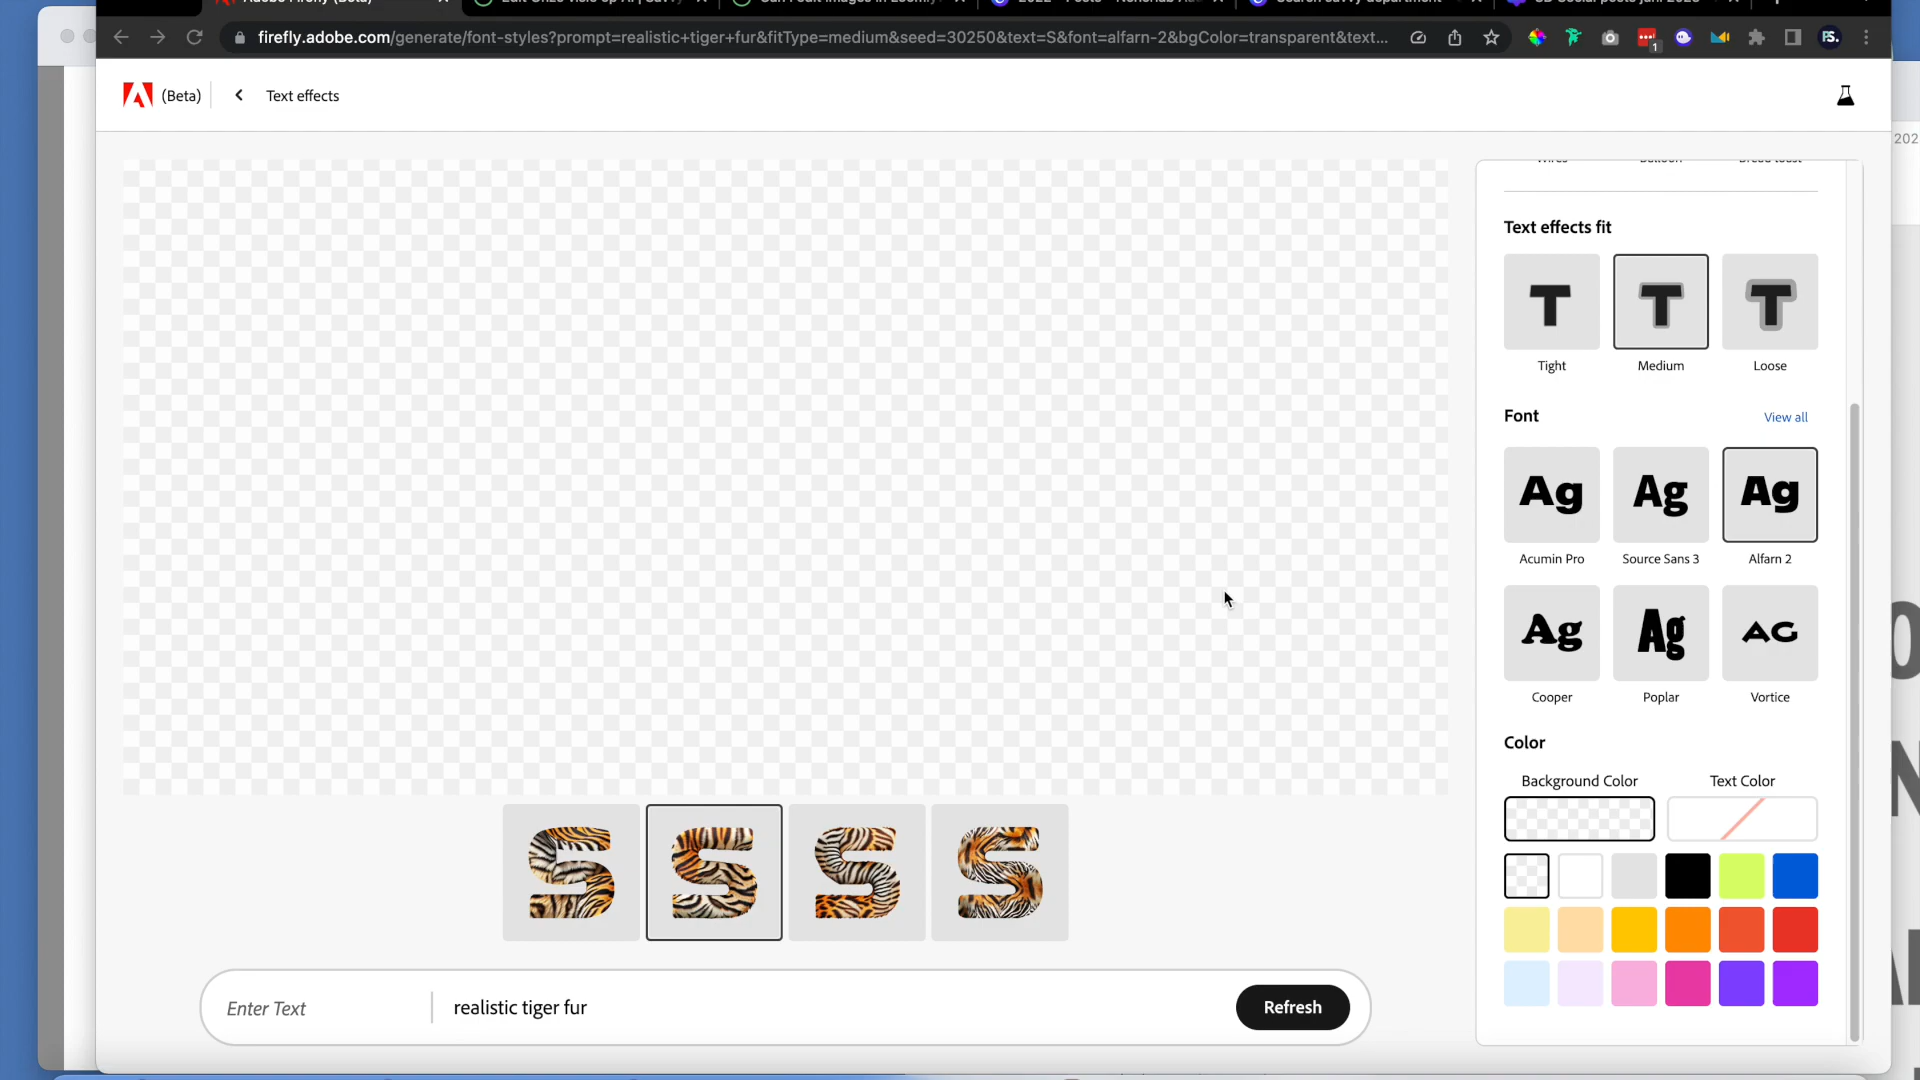 firefly.adobe.com/generate/font-styles?prompt=realistic+tiger+fur&fitType=medium&seed=30250&text=S&font=alfarn-2&bgColor=transparent&text...
1
PS.
(Beta)
Text effects
202
Text effects fit
T
T
T
Tight
Medium
Loose
Font
View all
Ag
Ag
Ag
Acumin Pro
Source Sans 3
Alfarn 2
Ag
Ag
AG
Cooper
Poplar
Vortice
Color
Background Color
Text Color
S
S
S
S
Enter Text
realistic tiger fur
Refresh